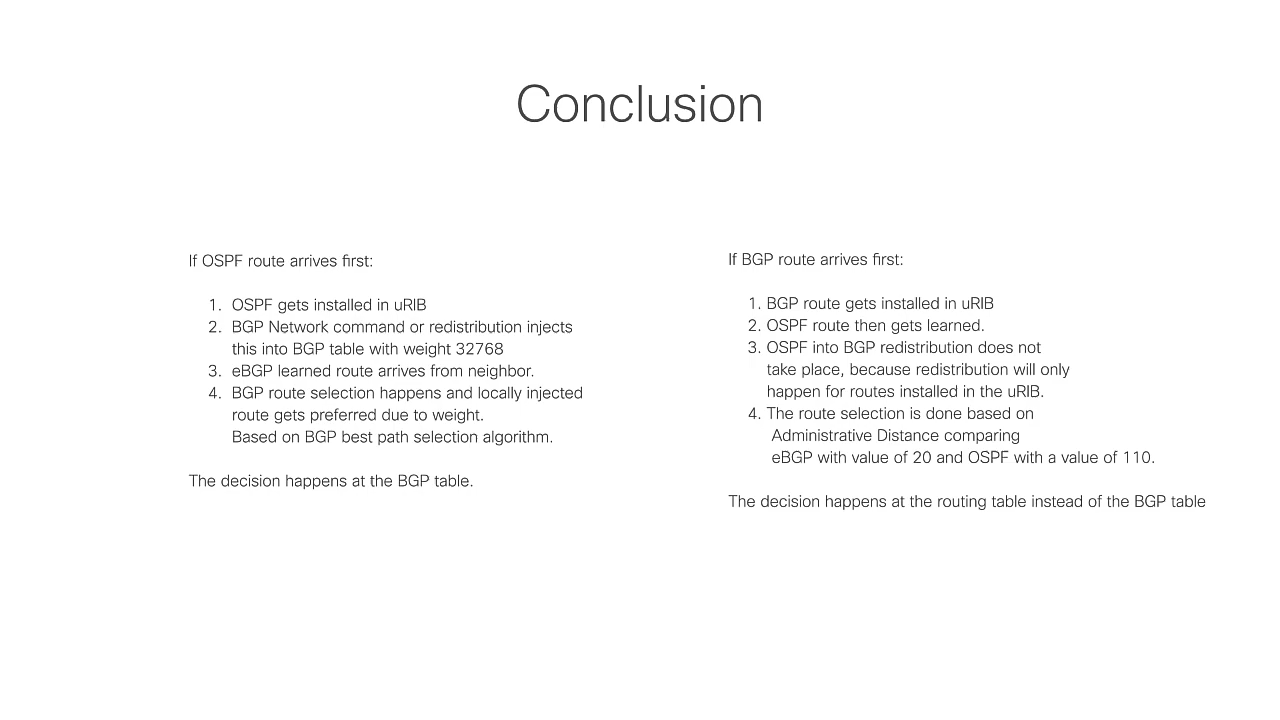 Conclusion
If OSPF route arrives first:
1. OSPF gets installed in uRIB
2. BGP Network command or redistribution injects
this into BGP table with weight 32768
3. eBGP learned route arrives from neighbor.
4. BGP route selection happens and locally injected
route gets preferred due to weight.
Based on BGP best path selection algorithm.
The decision happens at the BGP table.
If BGP route arrives first:
1. BGP route gets installed in uRIB
2. OSPF route then gets learned.
3. OSPF into BGP redistribution does not
take place, because redistribution will only
happen for routes installed in the uRIB.
4. The route selection is done based on
Administrative Distance comparing
eBGP with value of 20 and OSPF with a value of 110.
The decision happens at the routing table instead of the BGP table